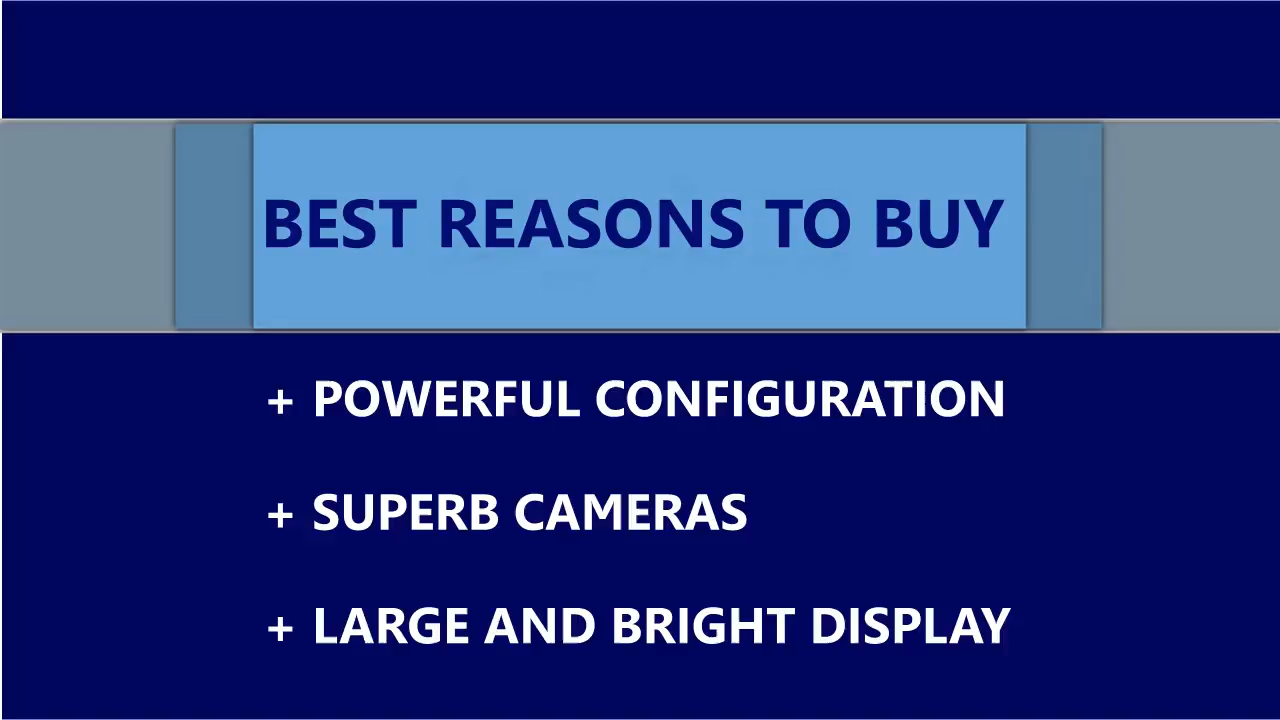 BEST REASONS TO BUY
+ POWERFUL CONFIGURATION
+ SUPERB CAMERAS
+ LARGE AND BRIGHT DISPLAY